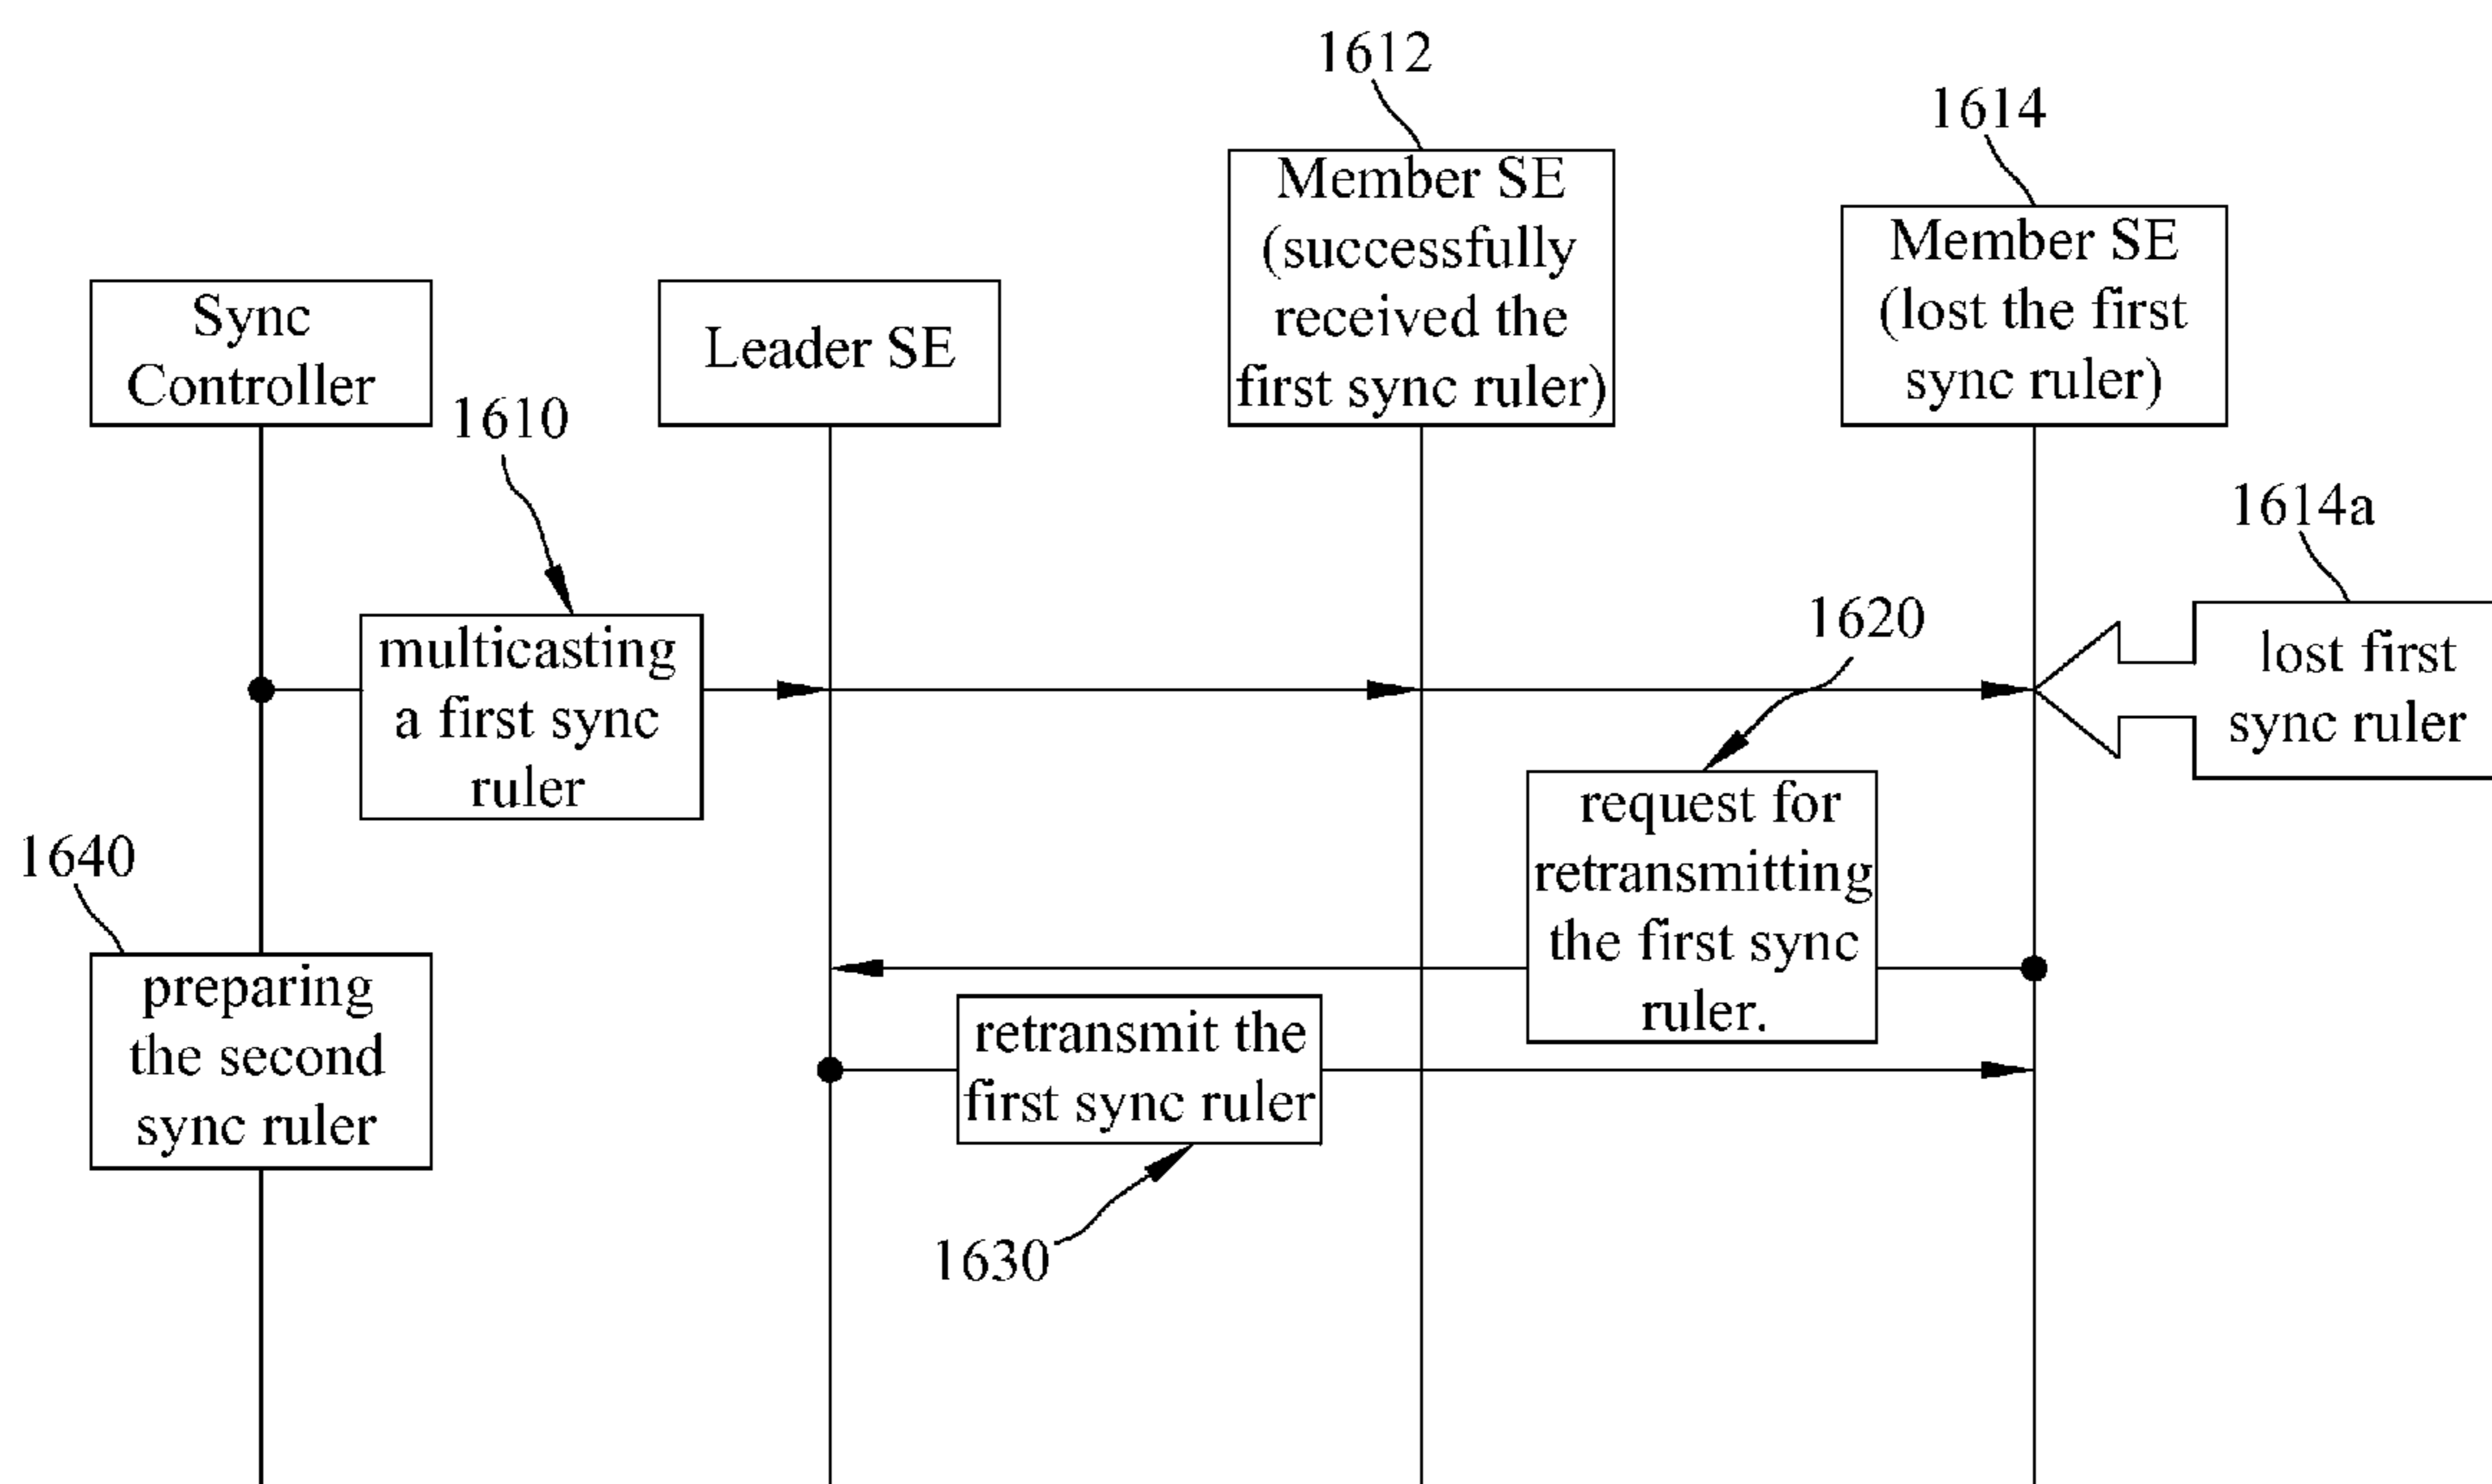 1612
1614
Member SE
(successfully
received the
first sync ruler)
Member SE
(lost the first
sync ruler)
Sync
Controller
Leader SE
1610
1614a
1620
multicasting
a first sync
ruler
lost first
sync ruler
1640
request for
retransmitting
the first sync
ruler.
preparing
the second
sync ruler
retransmit the
first sync ruler
1630